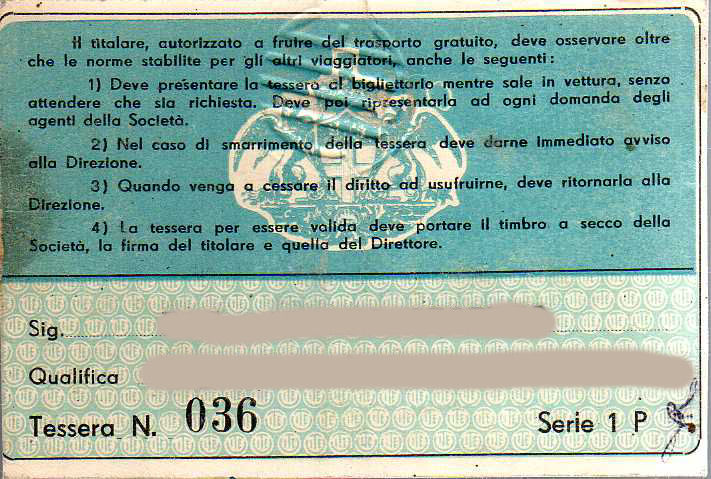 Il titolare, autorizzato a fruire del trasporto gratuito, deve osservare oltre
che le norme stabilite per gli altri viaggiatori, anche le seguenti:
1) Deve presentare la tessera al bigliettario mentre sale in vettura, senza
attendere che sia richiesta. Deve poi ripresentarla ad ogni domanda degli
agenti della Società.
2) Nel caso di smarrimento della tessera deve darne immediato avviso
alla Direzione.
3) Quando venga a cessare il diritto ad usufruirne, deve ritornarla alla
Direzione.
4) La tessera per essere valida deve portare il timbro a secco della
Società, la firma del titolare e quella del Direttore.
Sig.
Qualifica
Tessera N. 036 Serie 1 P